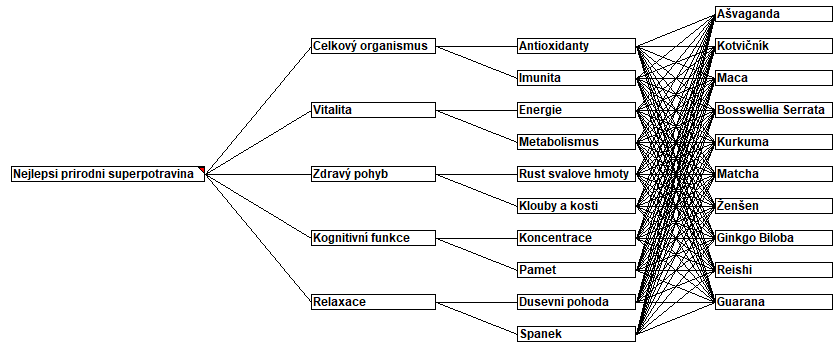 Nejlepsi prirodni superpotravina
Celkový organismus
Vitalita
Zdravý pohyb
Kognitivní funkce
Relaxace
Antioxidanty
Imunita
Energie
Metabolismus
Rust svalove hmoty
Klouby a kosti
Koncentrace
Pamet
Dusevni pohoda
Spanek
Ašvaganda
Kotvičník
Maca
Bosswellia Serrata
Kurkuma
Matcha
Ženšen
Ginkgo Biloba
Reishi
Guarana